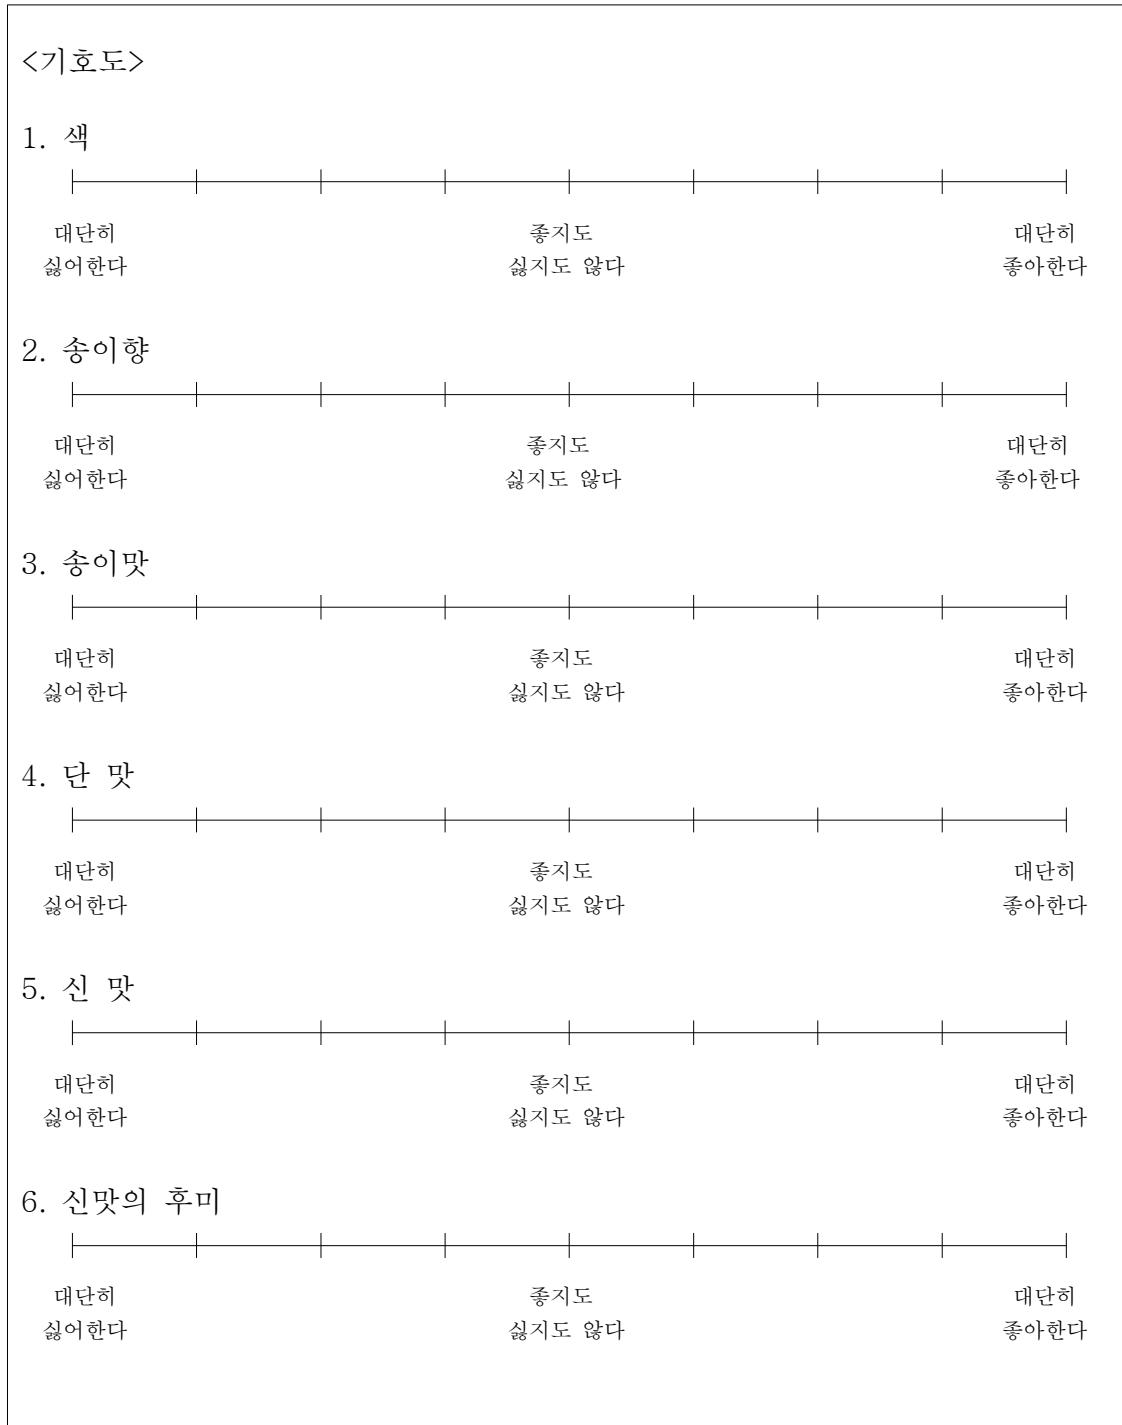 <기호도>
1. 색
대단히 좋지도 대단히
싫어한다 싫지도 않다 좋아한다
2. 송이향
대단히 좋지도 대단히
싫어한다 싫지도 않다 좋아한다
3. 송이맛
대단히 좋지도 대단히
싫어한다 싫지도 않다 좋아한다
4. 단 맛
대단히 좋지도 대단히
싫어한다 싫지도 않다 좋아한다
5. 신 맛
대단히 좋지도 대단히
싫어한다 싫지도 않다 좋아한다
6. 신맛의 후미
대단히 좋지도 대단히
싫어한다 싫지도 않다 좋아한다